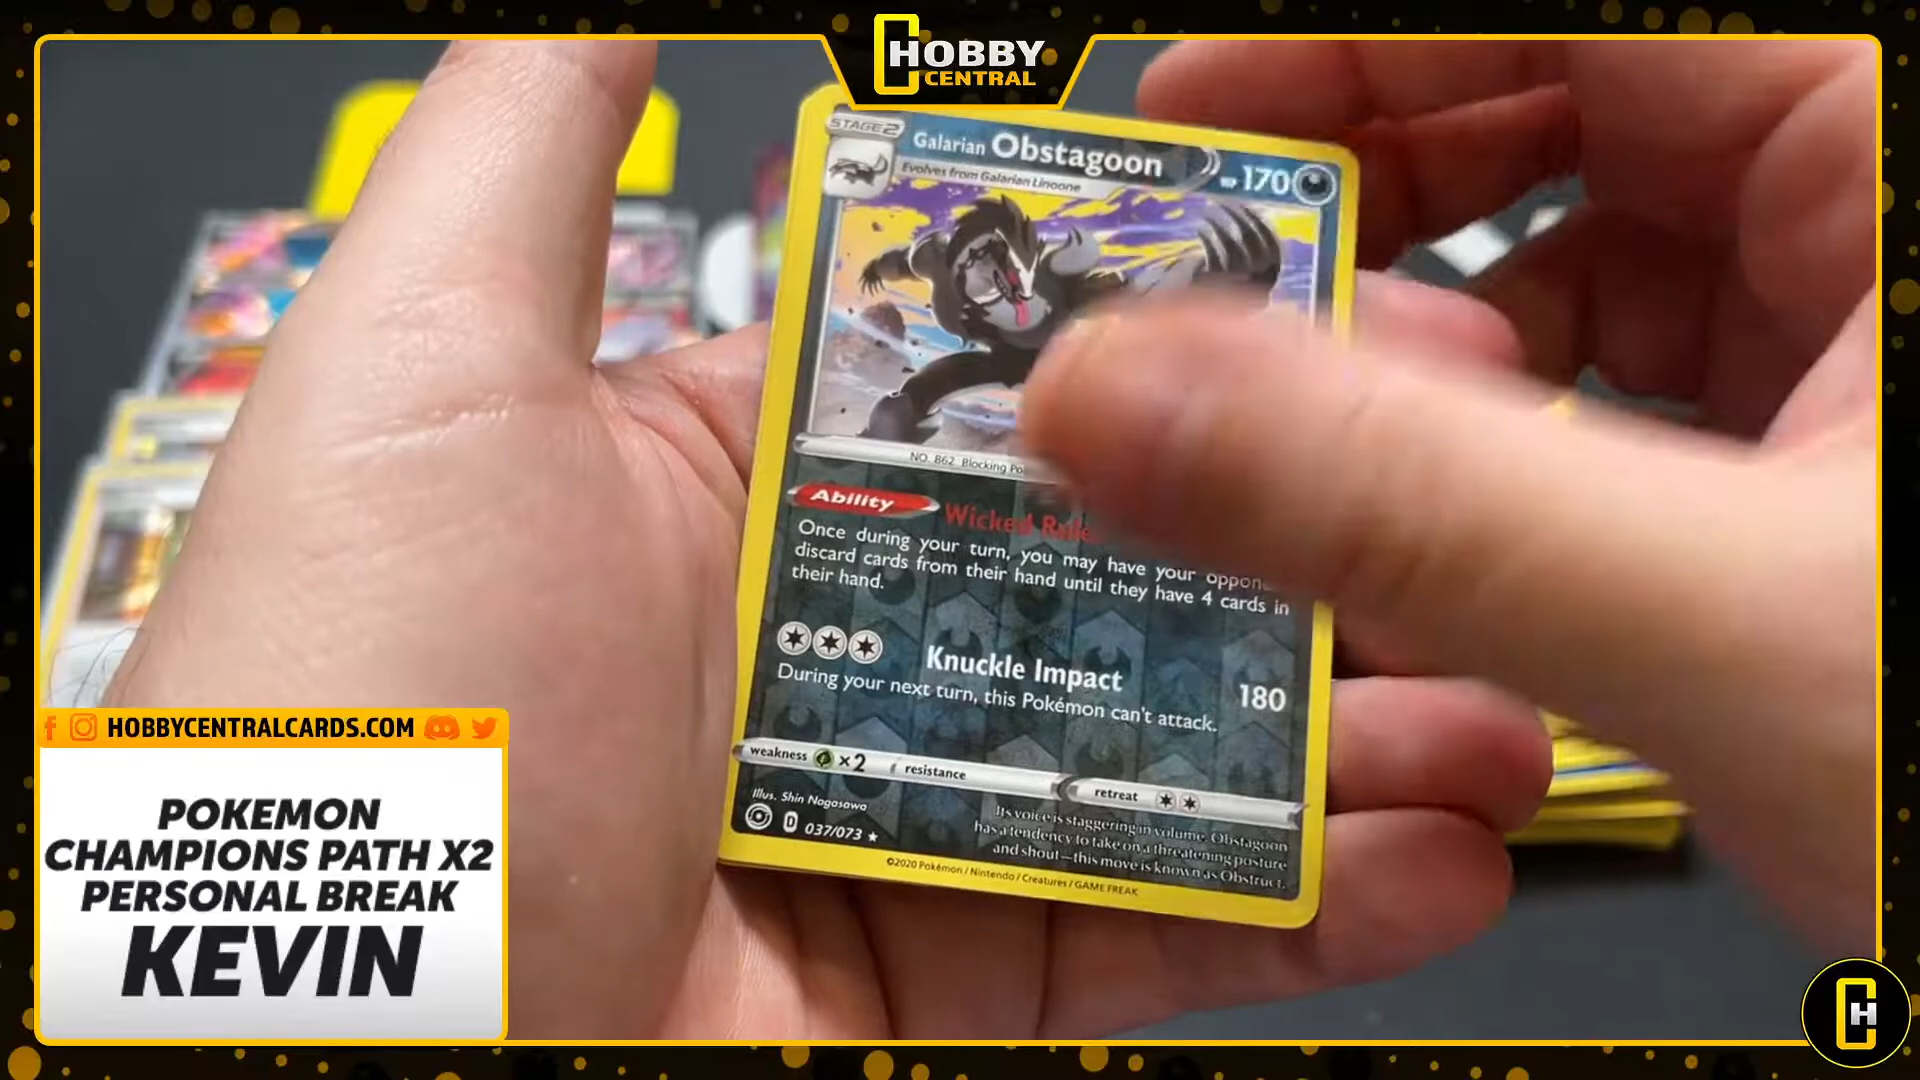 HOBBY
CENTRAL
STAGE 2
Galarian Obstagoon
HP 170
Evolves from Galarian Linoone
NO. 862 Blocking Po
Ability Wicked Rule
Once during your turn, you may have your oppon
discard cards from their hand until they have 4 cards in
their hand.
Knuckle Impact 180
During your next turn, this Pokémon can't attack.
weakness ×2 resistance retreat
Illus. Shin Nagasawa
D 037/073 ★
Its voice is staggering in volume. Obstagoon
has a tendency to take on a threatening posture
and shout—this move is known as Obstruct.
©2020 Pokémon / Nintendo / Creatures / GAME FREAK
HOBBYCENTRALCARDS.COM
POKEMON
CHAMPIONS PATH X2
PERSONAL BREAK
KEVIN
CH